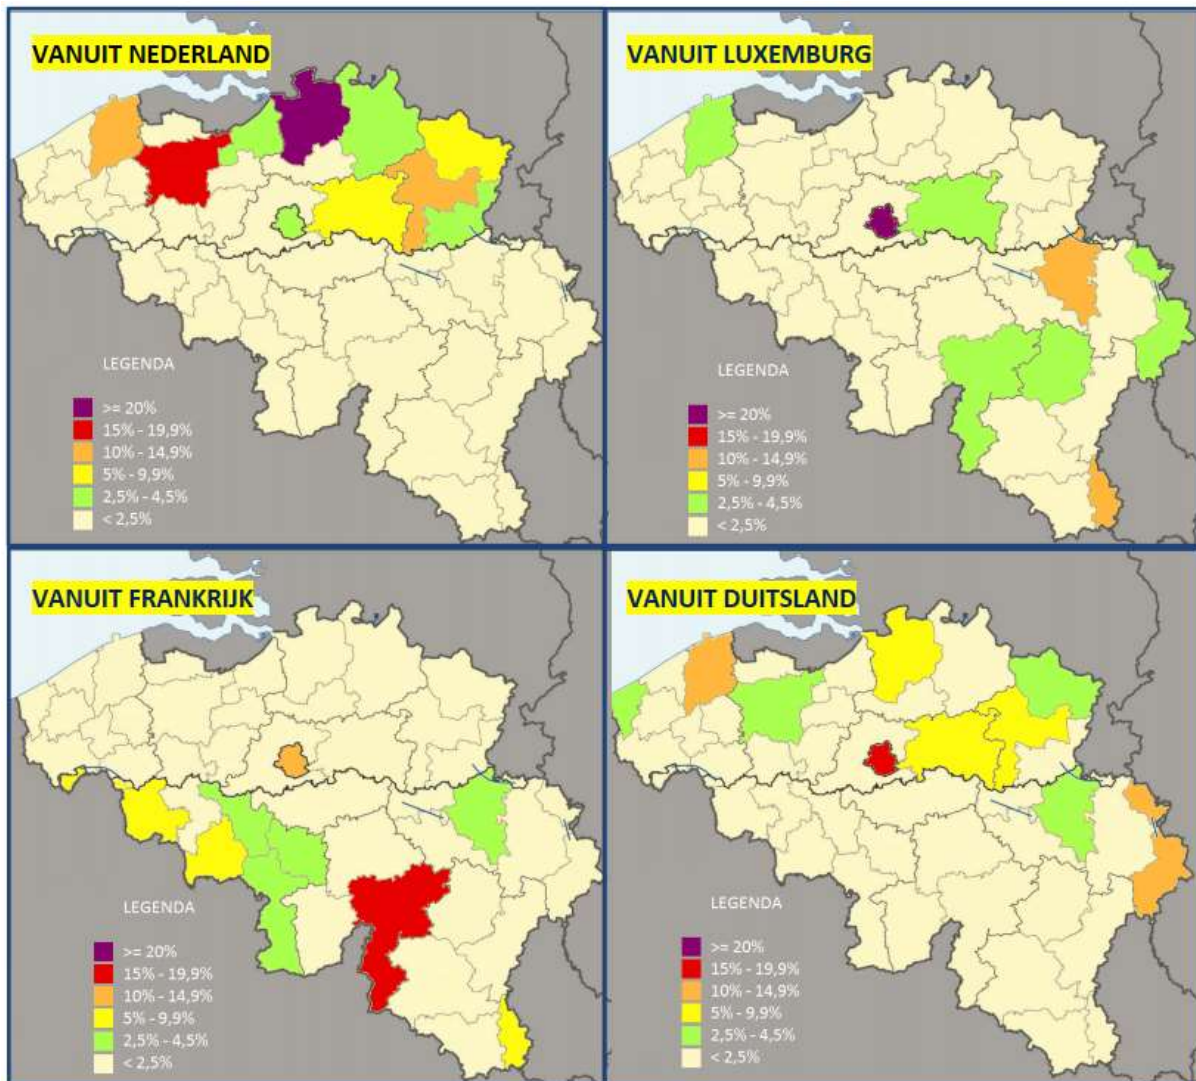 VANUIT NEDERLAND
LEGENDA
>= 20%
15% - 19,9%
10% - 14,9%
5% - 9,9%
2,5% - 4,5%
< 2,5%
VANUIT LUXEMBURG
LEGENDA
>= 20%
15% - 19,9%
10% - 14,9%
5% - 9,9%
2,5% - 4,5%
< 2,5%
VANUIT FRANKRIJK
LEGENDA
>= 20%
15% - 19,9%
10% - 14,9%
5% - 9,9%
2,5% - 4,5%
< 2,5%
VANUIT DUITSLAND
LEGENDA
>= 20%
15% - 19,9%
10% - 14,9%
5% - 9,9%
2,5% - 4,5%
< 2,5%